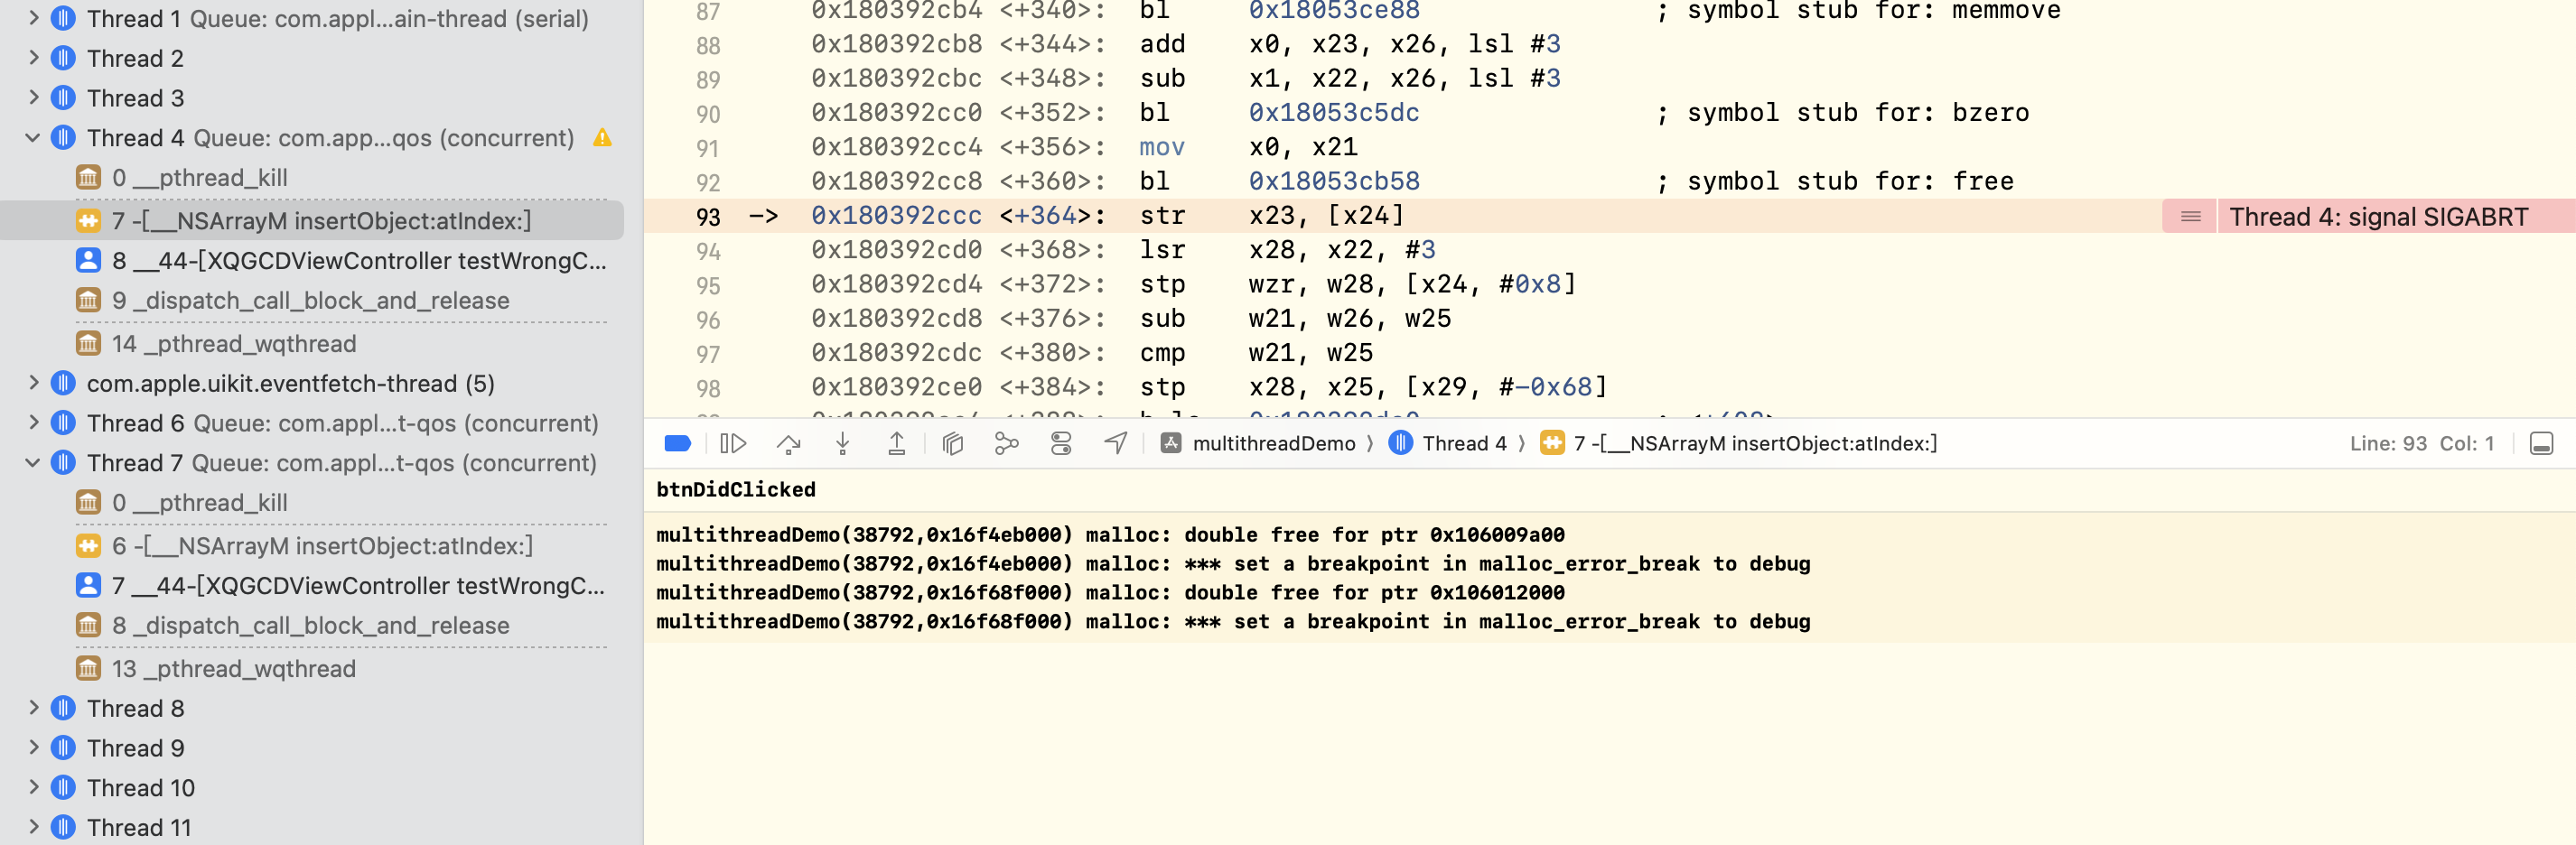 Thread 1 Queue: com.appl...ain-thread (serial)
Thread 2
Thread 3
Thread 4 Queue: com.app...qos (concurrent)
0 __pthread_kill
7 -[__NSArrayM insertObject:atIndex:]
8 __44-[XQGCDViewController testWrongC...
9 _dispatch_call_block_and_release
14 _pthread_wqthread
com.apple.uikit.eventfetch-thread (5)
Thread 6 Queue: com.appl...t-qos (concurrent)
Thread 7 Queue: com.appl...t-qos (concurrent)
0 __pthread_kill
6 -[__NSArrayM insertObject:atIndex:]
7 __44-[XQGCDViewController testWrongC...
8 _dispatch_call_block_and_release
13 _pthread_wqthread
Thread 8
Thread 9
Thread 10
Thread 11
87 0x180392cb4 <+340>: bl 0x18053ce88 ; symbol stub for: memmove
88 0x180392cb8 <+344>: add x0, x23, x26, lsl #3
89 0x180392cbc <+348>: sub x1, x22, x26, lsl #3
90 0x180392cc0 <+352>: bl 0x18053c5dc ; symbol stub for: bzero
91 0x180392cc4 <+356>: mov x0, x21
92 0x180392cc8 <+360>: bl 0x18053cb58 ; symbol stub for: free
93 -> 0x180392ccc <+364>: str x23, [x24] Thread 4: signal SIGABRT
94 0x180392cd0 <+368>: lsr x28, x22, #3
95 0x180392cd4 <+372>: stp wzr, w28, [x24, #0x8]
96 0x180392cd8 <+376>: sub w21, w26, w25
97 0x180392cdc <+380>: cmp w21, w25
98 0x180392ce0 <+384>: stp x28, x25, [x29, #-0x68]
multithreadDemo ⟩ Thread 4 ⟩ 7 -[__NSArrayM insertObject:atIndex:] Line: 93 Col: 1
btnDidClicked
multithreadDemo(38792,0x16f4eb000) malloc: double free for ptr 0x106009a00
multithreadDemo(38792,0x16f4eb000) malloc: *** set a breakpoint in malloc_error_break to debug
multithreadDemo(38792,0x16f68f000) malloc: double free for ptr 0x106012000
multithreadDemo(38792,0x16f68f000) malloc: *** set a breakpoint in malloc_error_break to debug